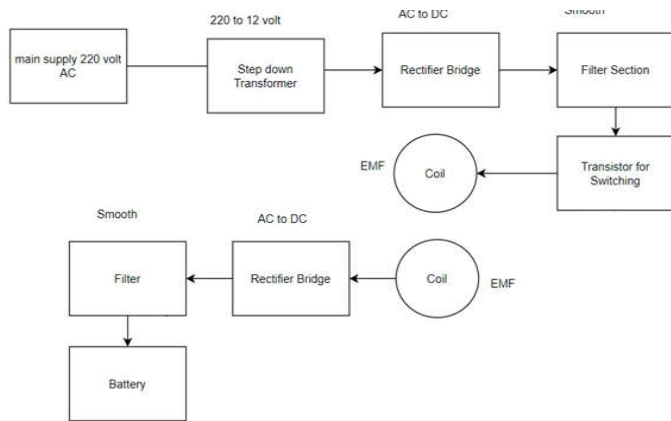 220 to 12 volt
AC to DC
Smooth
main supply 220 volt
AC
Step down
Transformer
Rectifier Bridge
Filter Section
EMF
Coil
Transistor for
Switching
Smooth
AC to DC
Filter
Rectifier Bridge
Coil
EMF
Battery